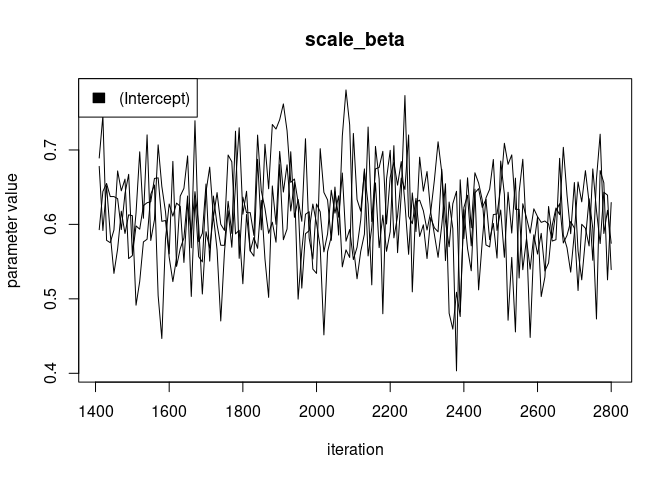 scale_beta
(Intercept)
parameter value
0.7
0.6
0.5
0.4
1400 1600 1800 2000 2200 2400 2600 2800
iteration